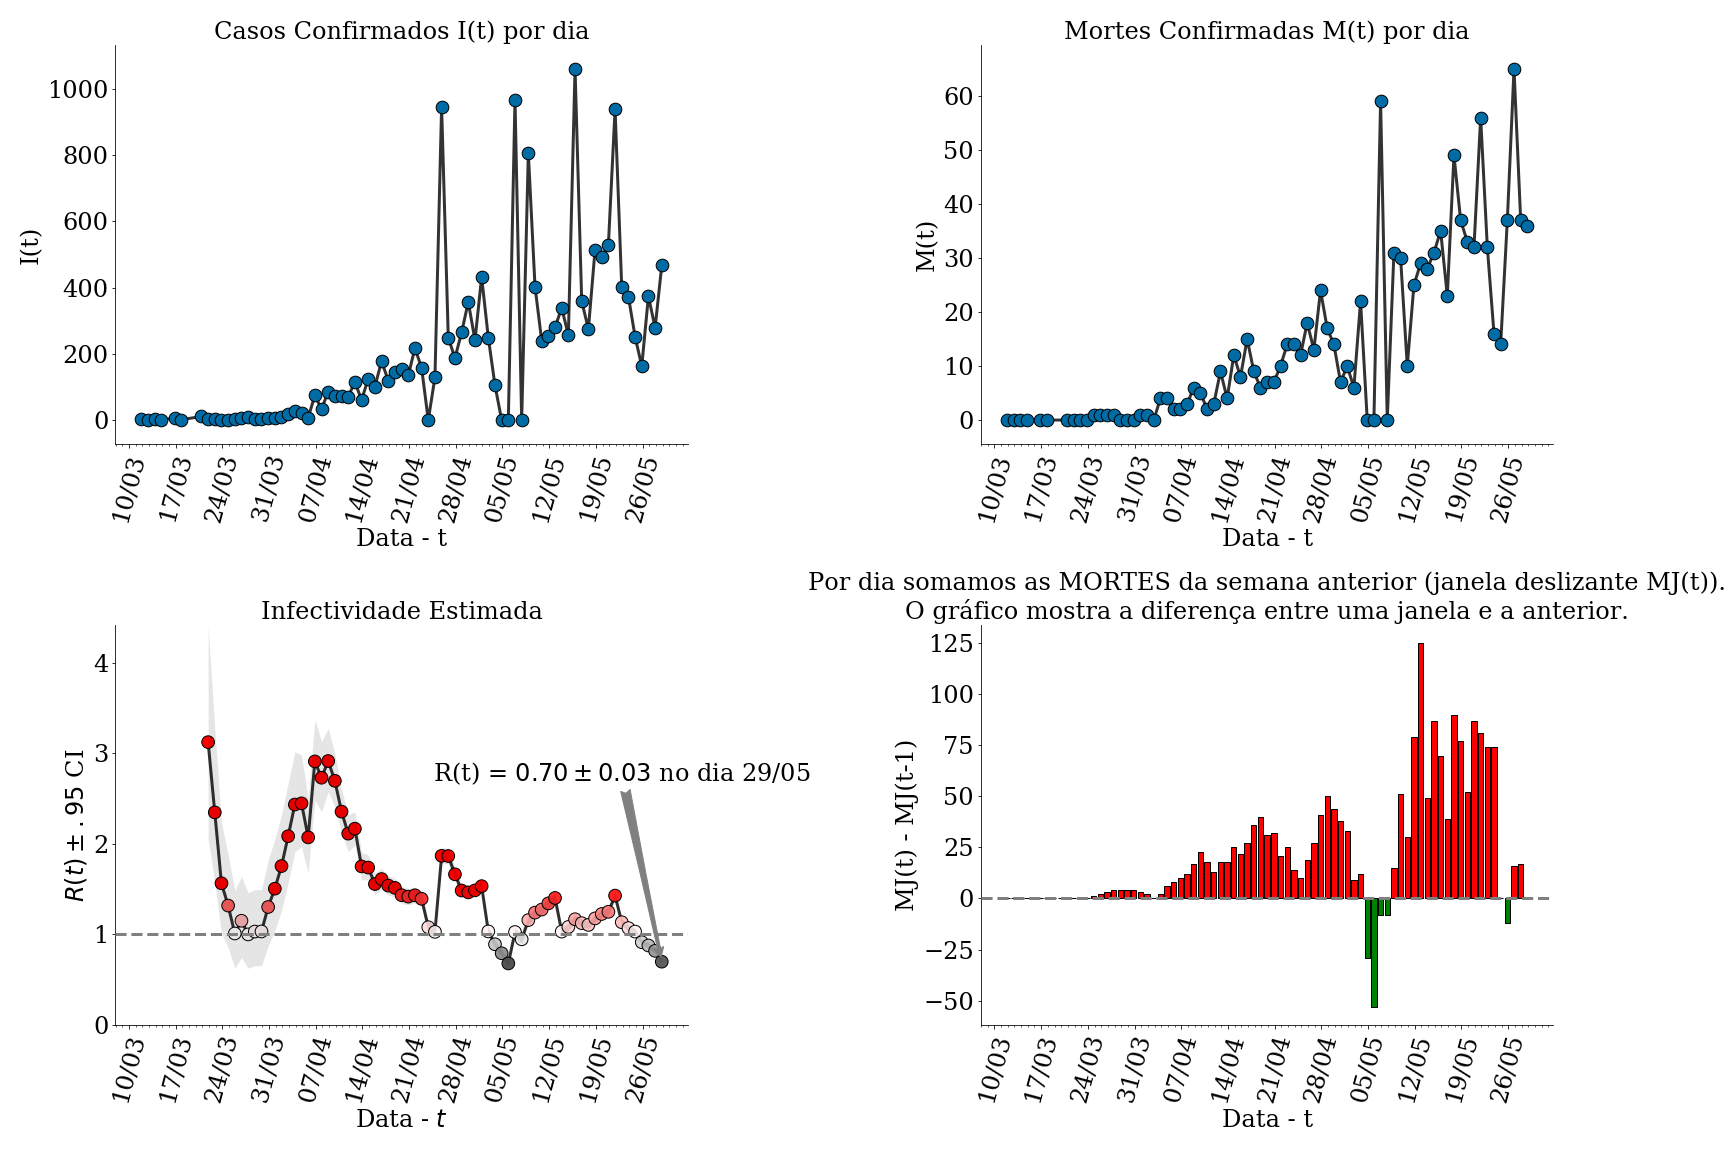 Casos Confirmados I(t) por dia
I(t)
1000
800
600
400
200
0
10/03 17/03 24/03 31/03 07/04 14/04 21/04 28/04 05/05 12/05 19/05 26/05
Data - t
Mortes Confirmadas M(t) por dia
M(t)
60
50
40
30
20
10
0
10/03 17/03 24/03 31/03 07/04 14/04 21/04 28/04 05/05 12/05 19/05 26/05
Data - t
Infectividade Estimada
R(t) ± .95 CI
4
3
2
1
0
R(t) = 0.70 ± 0.03 no dia 29/05
10/03 17/03 24/03 31/03 07/04 14/04 21/04 28/04 05/05 12/05 19/05 26/05
Data - t
Por dia somamos as MORTES da semana anterior (janela deslizante MJ(t)).
O gráfico mostra a diferença entre uma janela e a anterior.
MJ(t) - MJ(t-1)
125
100
75
50
25
0
−25
−50
10/03 17/03 24/03 31/03 07/04 14/04 21/04 28/04 05/05 12/05 19/05 26/05
Data - t